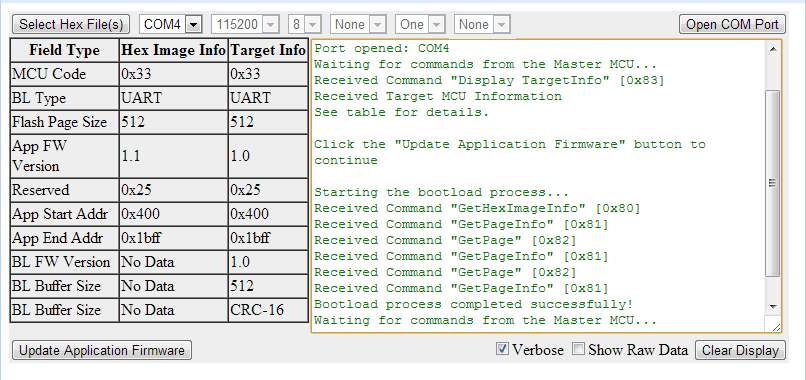 Select Hex File(s) COM4 115200 8 None One None Open COM Port
Field Type Hex Image Info Target Info
MCU Code 0x33 0x33
BL Type UART UART
Flash Page Size 512 512
App FW
Version 1.1 1.0
Reserved 0x25 0x25
App Start Addr 0x400 0x400
App End Addr 0x1bff 0x1bff
BL FW Version No Data 1.0
BL Buffer Size No Data 512
BL Buffer Size No Data CRC-16
Port opened: COM4
Waiting for commands from the Master MCU...
Received Command "Display TargetInfo" [0x83]
Received Target MCU Information
See table for details.
Click the "Update Application Firmware" button to
continue
Starting the bootload process...
Received Command "GetHexImageInfo" [0x80]
Received Command "GetPageInfo" [0x81]
Received Command "GetPage" [0x82]
Received Command "GetPageInfo" [0x81]
Received Command "GetPage" [0x82]
Received Command "GetPageInfo" [0x81]
Bootload process completed successfully!
Waiting for commands from the Master MCU...
Update Application Firmware Verbose Show Raw Data Clear Display